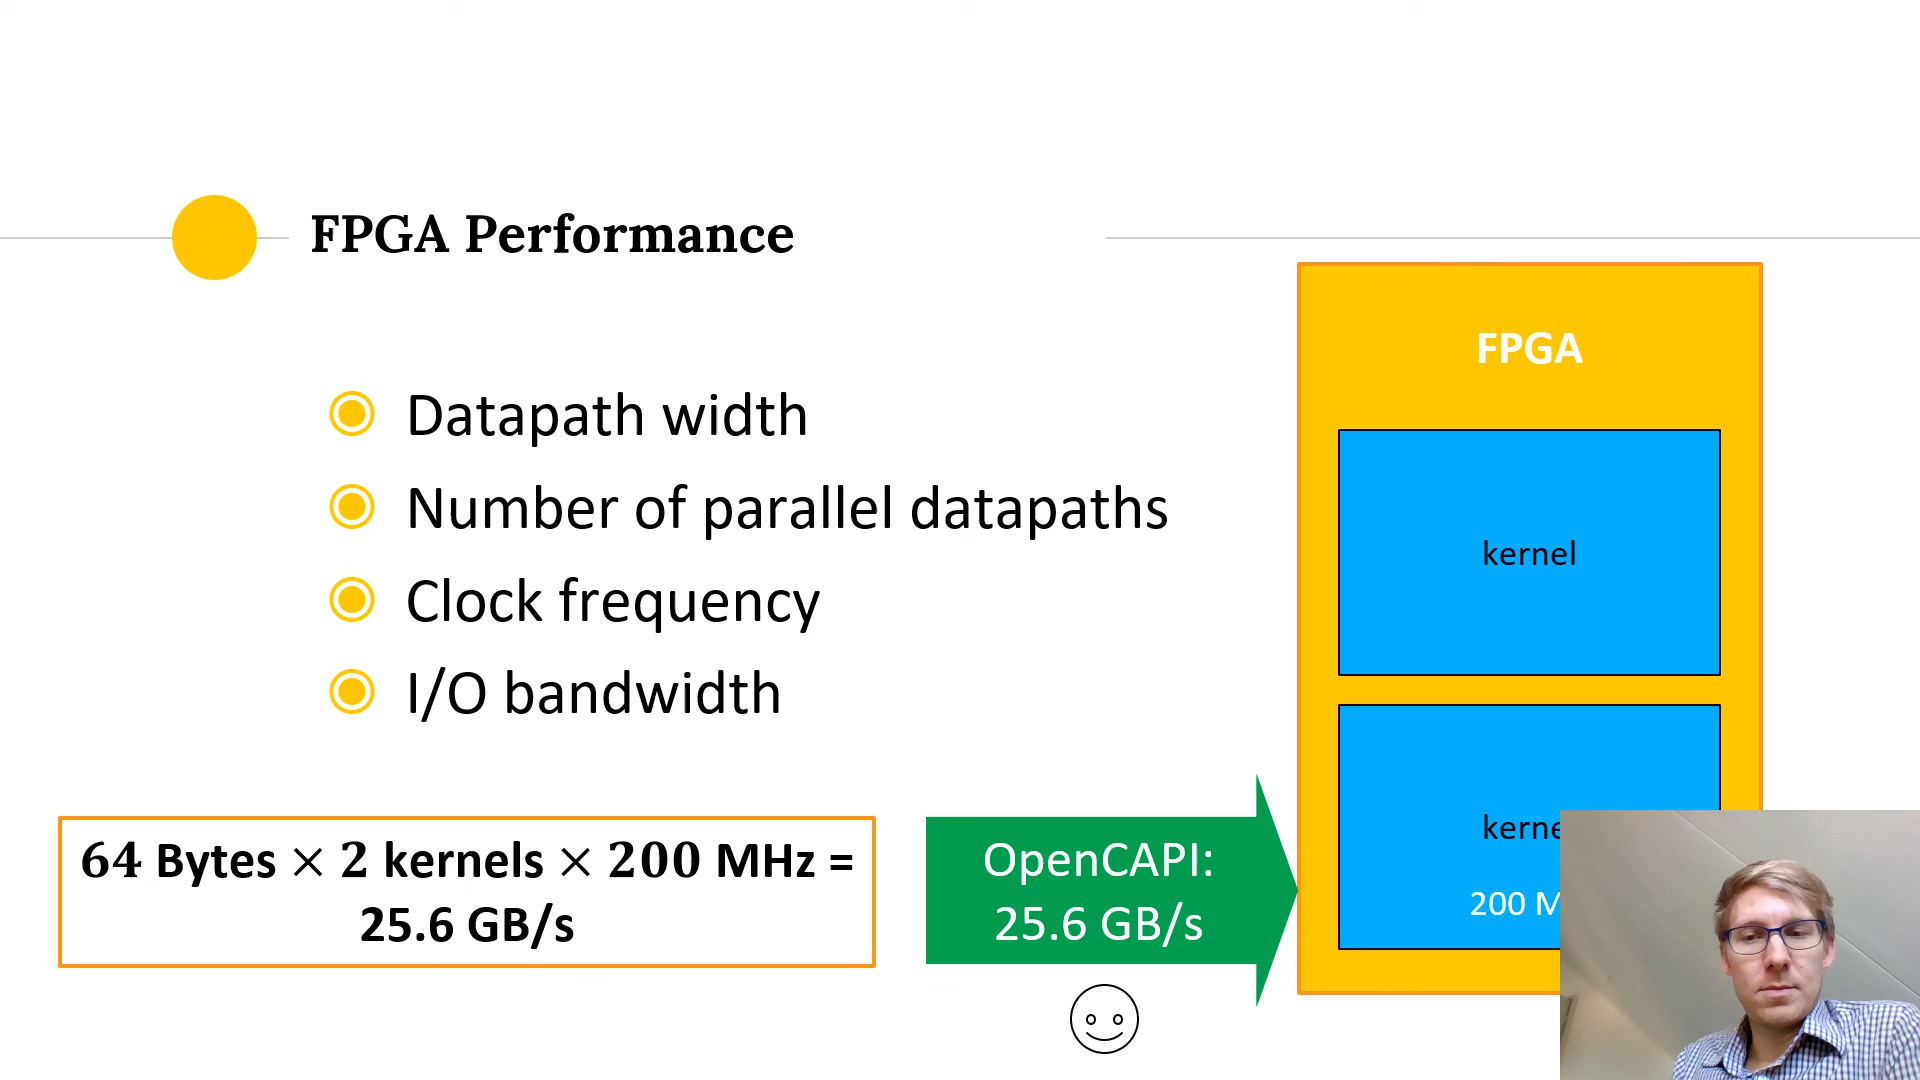 FPGA Performance
Datapath width
Number of parallel datapaths
Clock frequency
I/O bandwidth
64 Bytes × 2 kernels × 200 MHz =
25.6 GB/s
OpenCAPI:
25.6 GB/s
FPGA
kernel
200